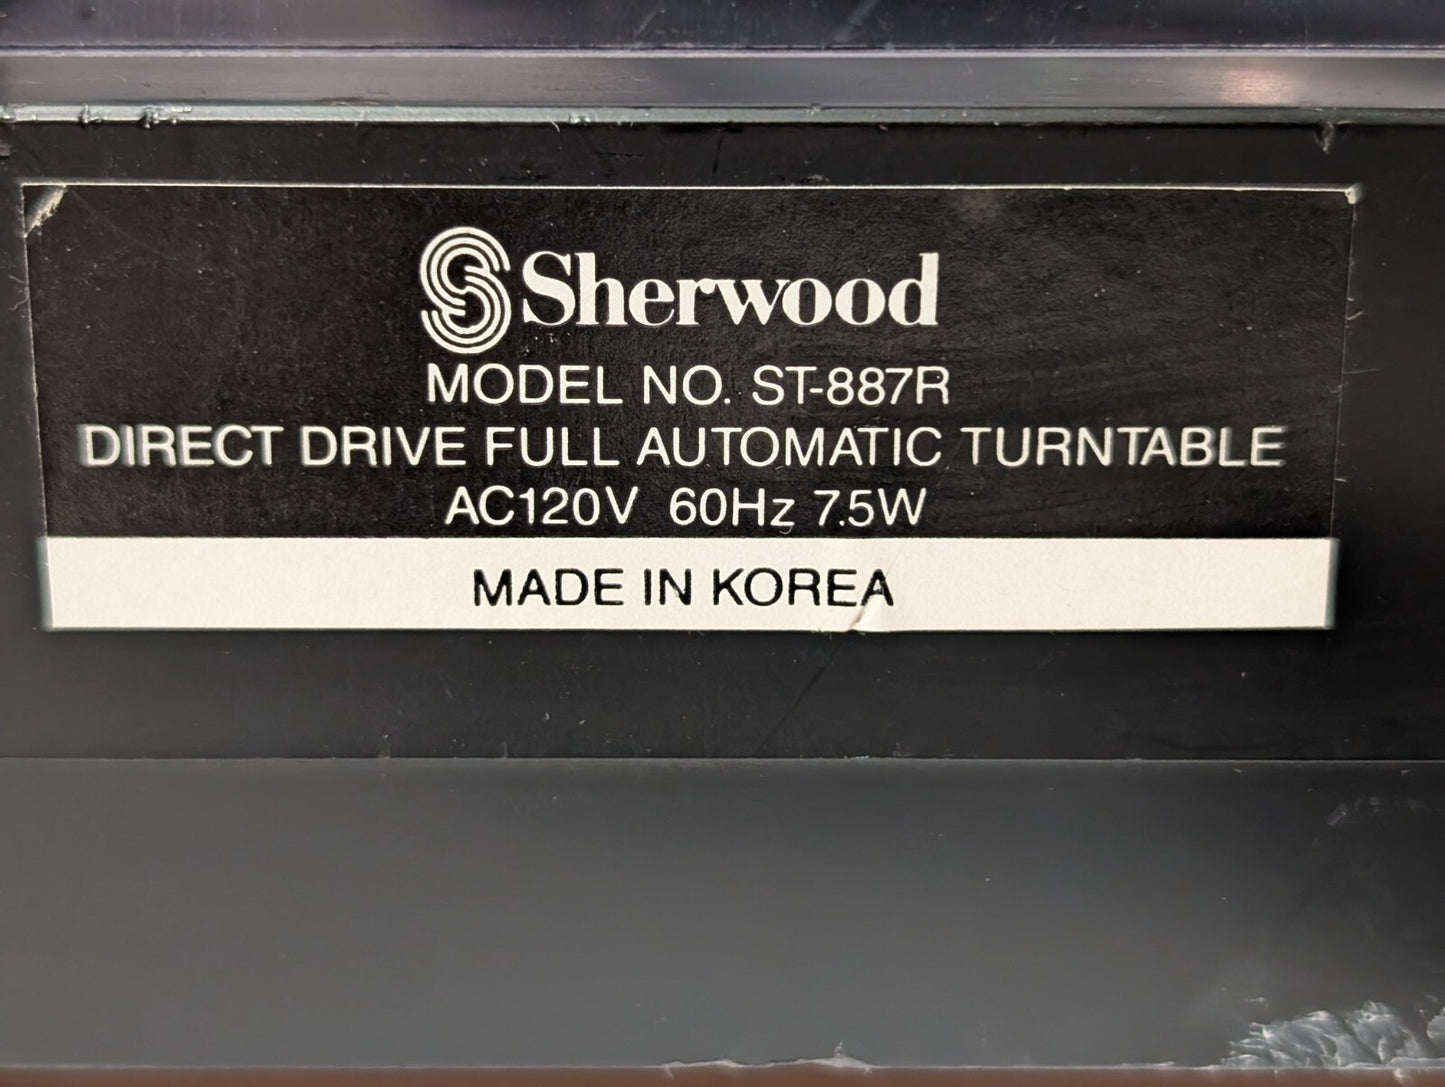 Sherwood
MODEL NO. ST-887R
DIRECT DRIVE FULL AUTOMATIC TURNTABLE
AC120V 60Hz 7.5W
MADE IN KOREA